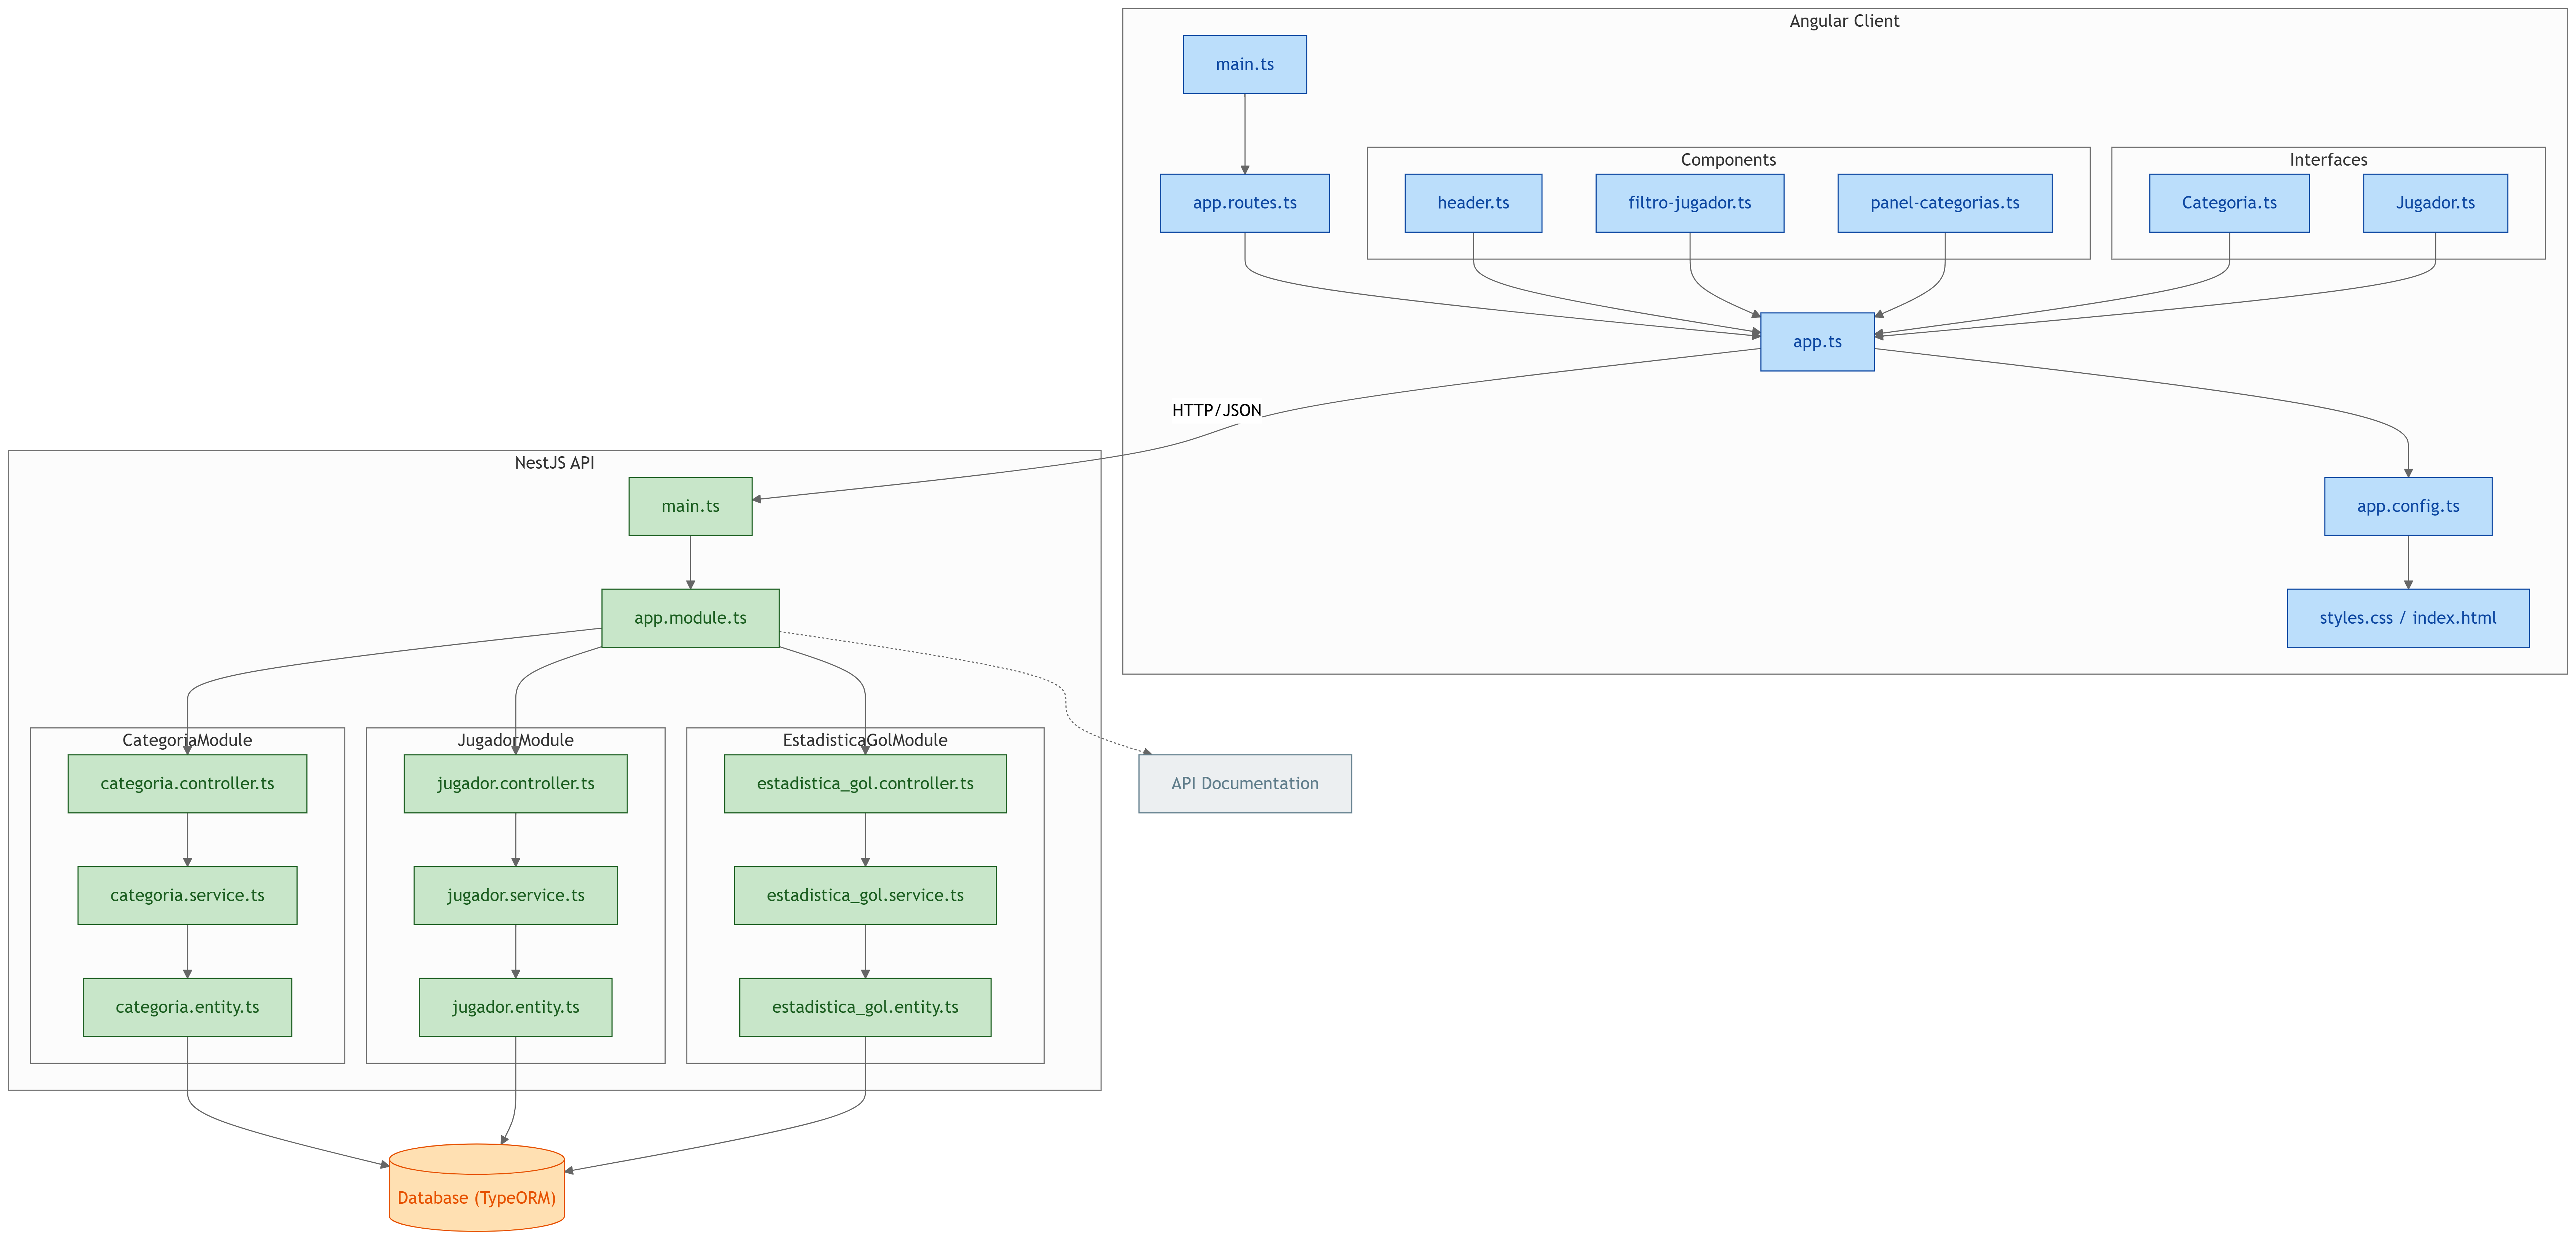 Angular Client
main.ts
app.routes.ts
Components
header.ts
filtro-jugador.ts
panel-categorias.ts
Interfaces
Categoria.ts
Jugador.ts
app.ts
HTTP/JSON
app.config.ts
styles.css / index.html
NestJS API
main.ts
app.module.ts
CategoriaModule
categoria.controller.ts
categoria.service.ts
categoria.entity.ts
JugadorModule
jugador.controller.ts
jugador.service.ts
jugador.entity.ts
EstadisticaGolModule
estadistica_gol.controller.ts
estadistica_gol.service.ts
estadistica_gol.entity.ts
API Documentation
Database (TypeORM)